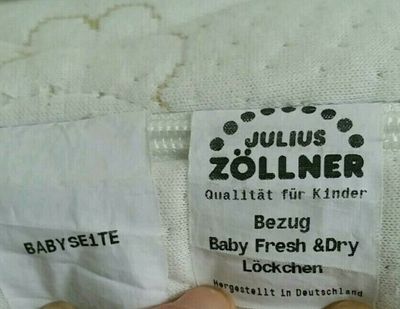 BABYSEITE
JULIUS
ZÖLLNER
Qualität für Kinder
Bezug
Baby Fresh &Dry
Löckchen
Hergestellt in Deutschland